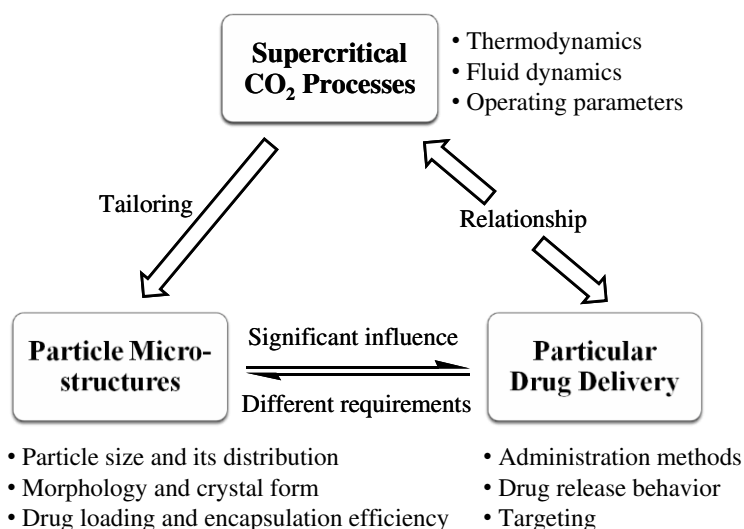 Supercritical
CO₂ Processes
• Thermodynamics
• Fluid dynamics
• Operating parameters
Tailoring
Relationship
Particle Micro-
structures
Significant influence
Different requirements
Particular
Drug Delivery
• Particle size and its distribution
• Morphology and crystal form
• Drug loading and encapsulation efficiency
• Administration methods
• Drug release behavior
• Targeting